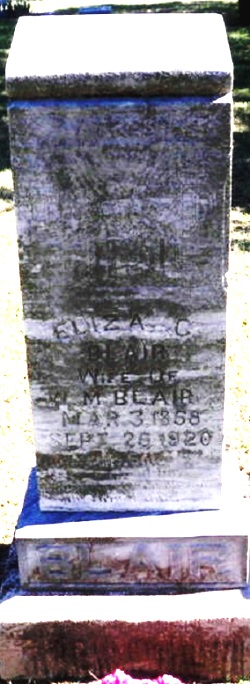 ELIZA C
BLAIR
WIFE OF
M. BLAIR
MAR 3 1858
SEPT 26 1920
BLAIR